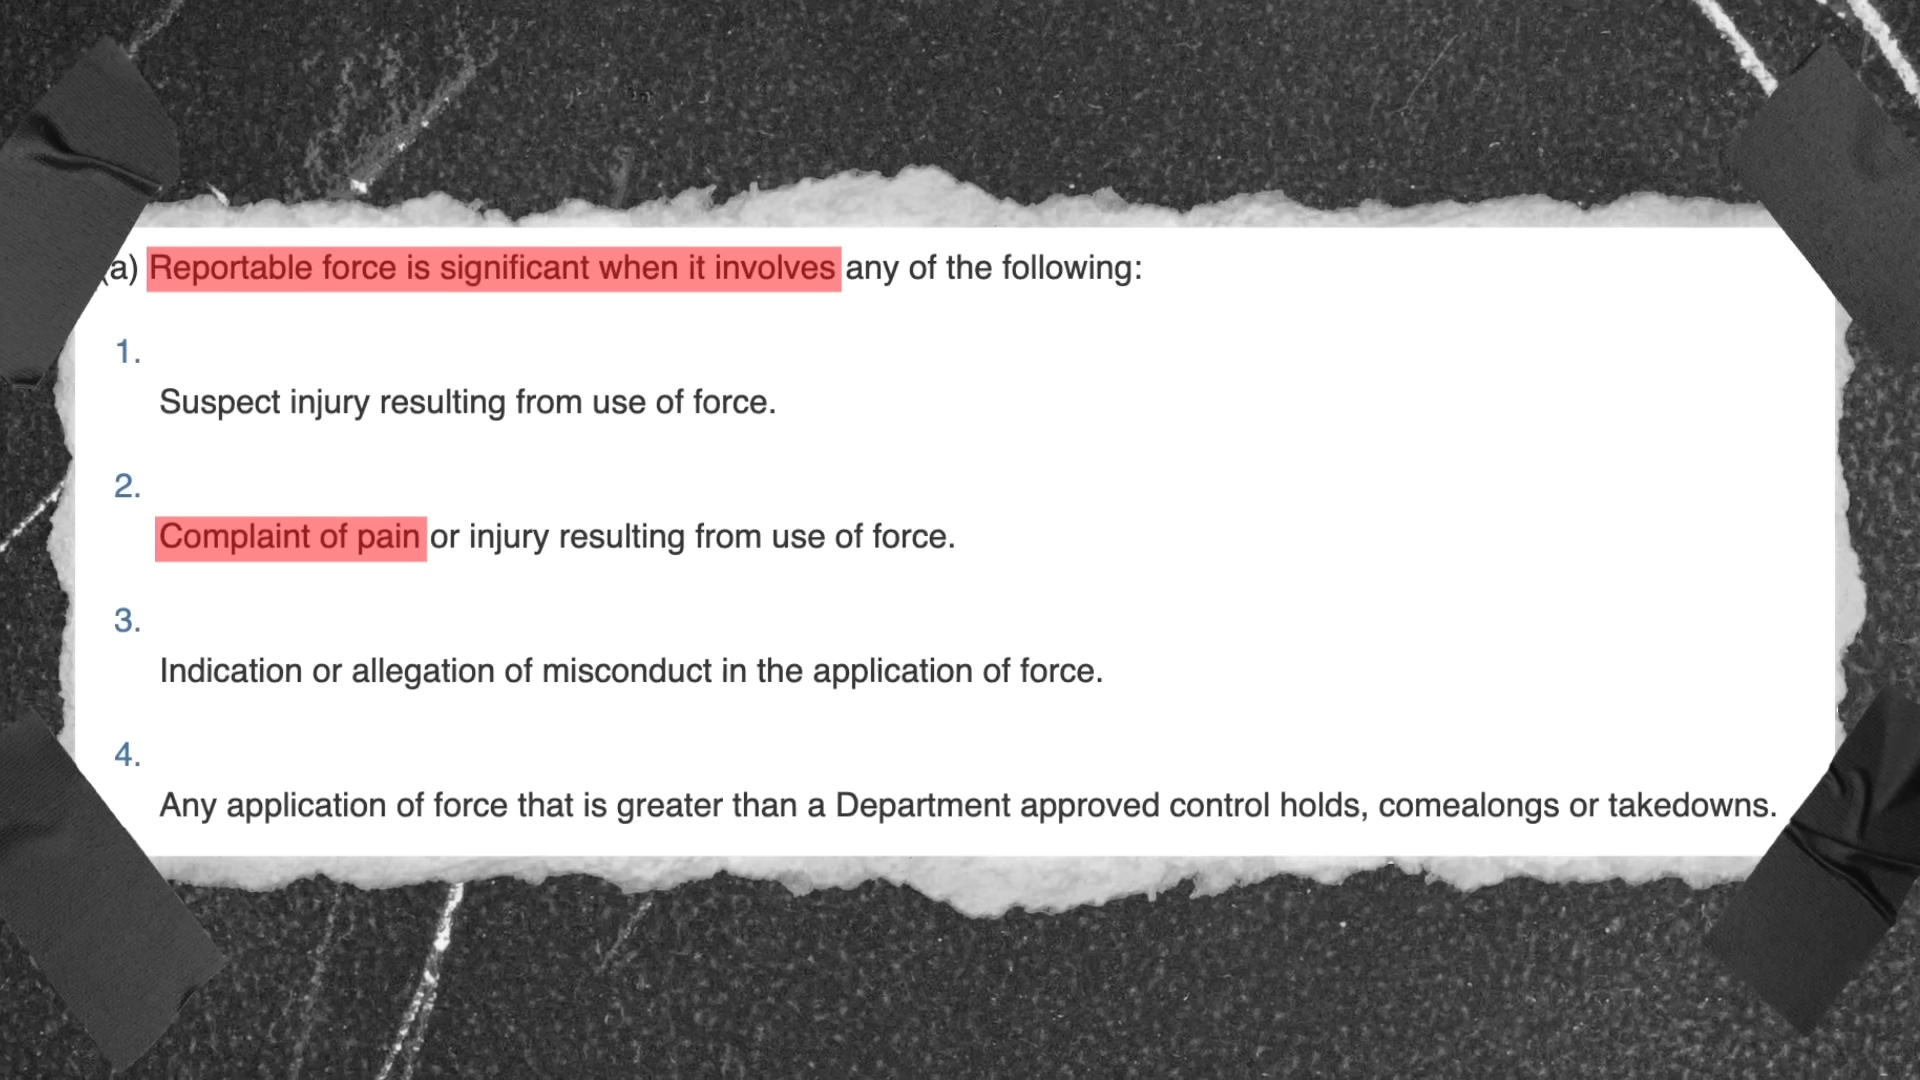 (a) Reportable force is significant when it involves any of the following:
1.
Suspect injury resulting from use of force.
2.
Complaint of pain or injury resulting from use of force.
3.
Indication or allegation of misconduct in the application of force.
4.
Any application of force that is greater than a Department approved control holds, comealongs or takedowns.